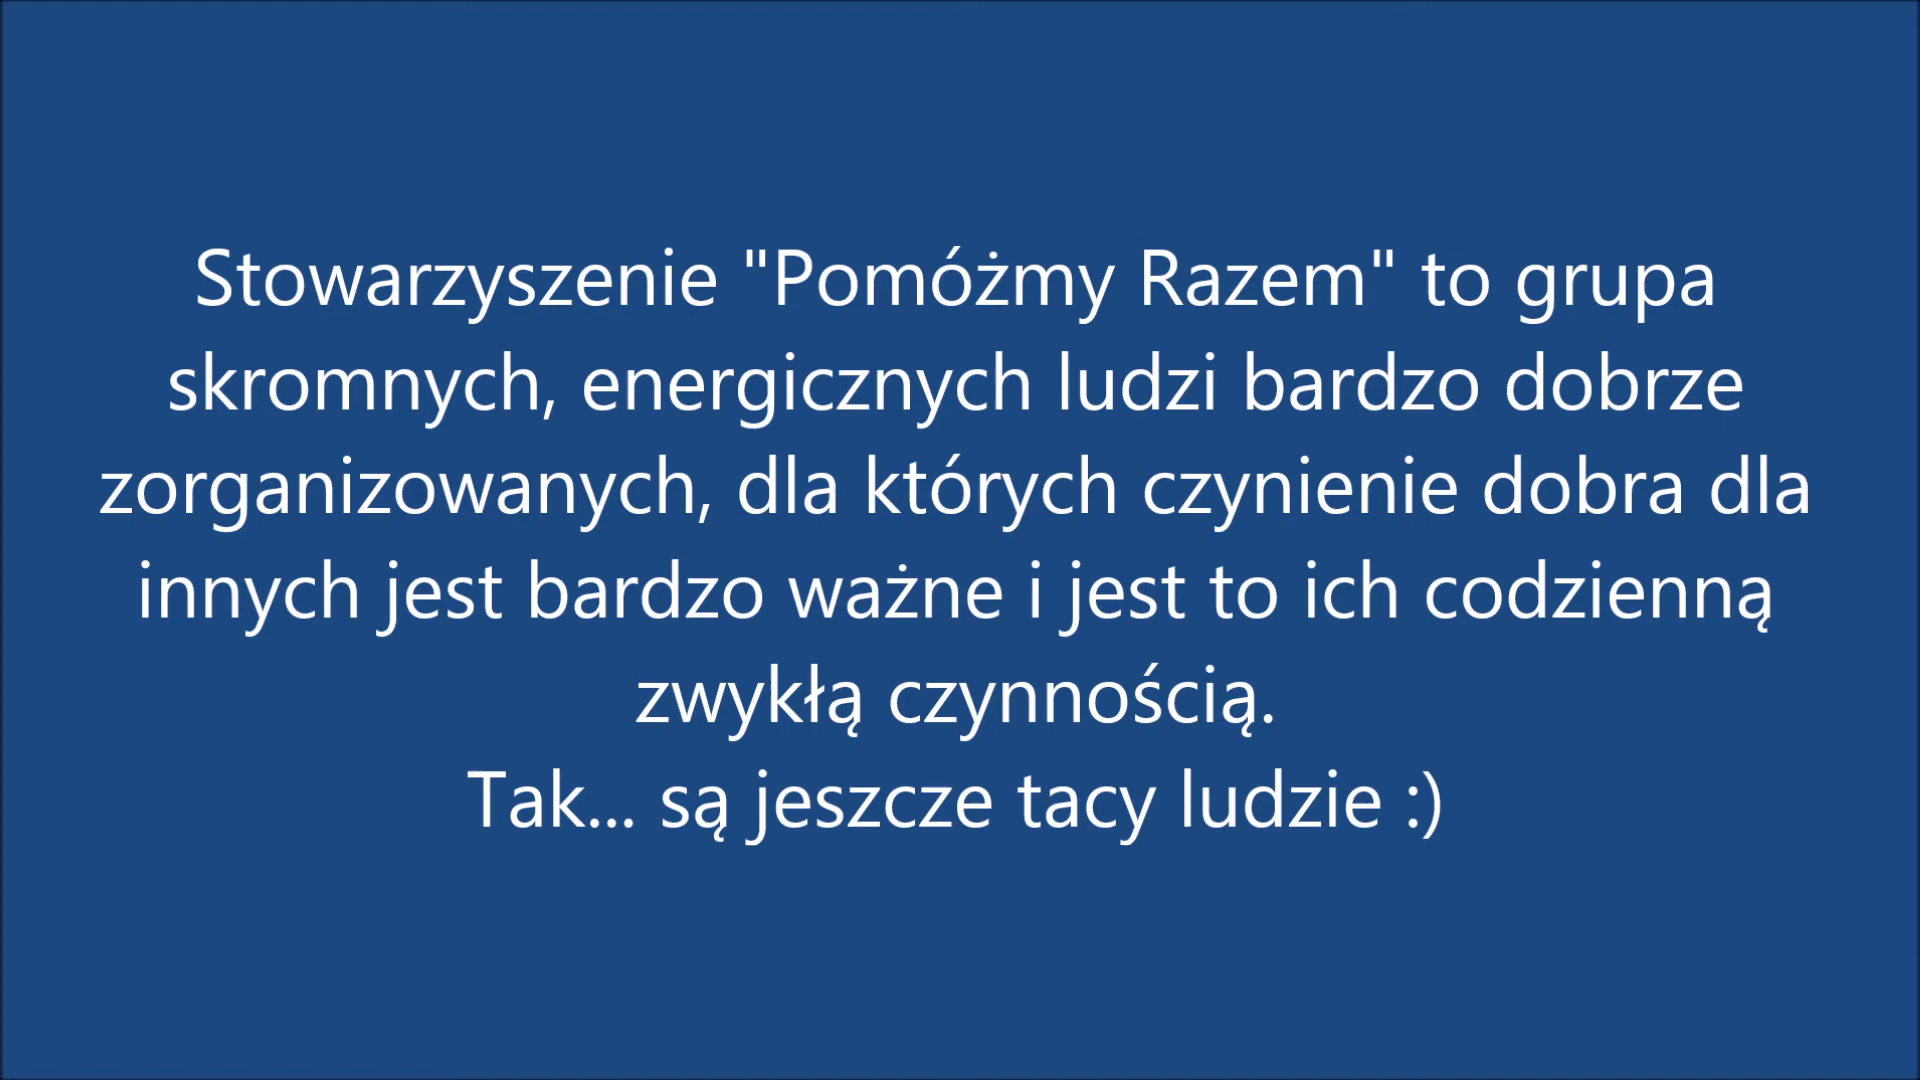 Stowarzyszenie "Pomóżmy Razem" to grupa
skromnych, energicznych ludzi bardzo dobrze
zorganizowanych, dla których czynienie dobra dla
innych jest bardzo ważne i jest to ich codzienną
zwykłą czynnością.
Tak... są jeszcze tacy ludzie :)